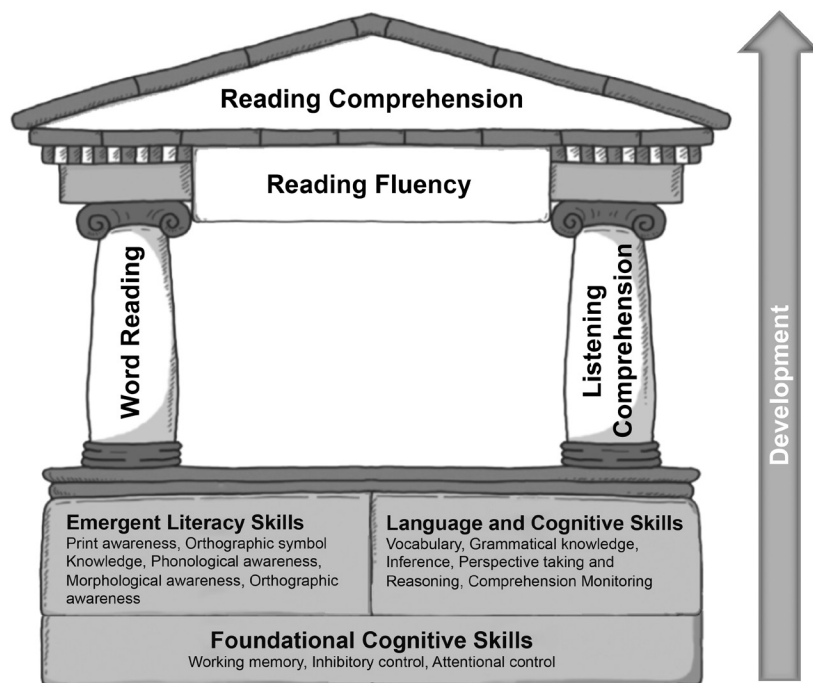 Reading Comprehension
Reading Fluency
Word Reading
Listening
Comprehension
Development
Emergent Literacy Skills
Print awareness, Orthographic symbol
Knowledge, Phonological awareness,
Morphological awareness, Orthographic
awareness
Language and Cognitive Skills
Vocabulary, Grammatical knowledge,
Inference, Perspective taking and
Reasoning, Comprehension Monitoring
Foundational Cognitive Skills
Working memory, Inhibitory control, Attentional control